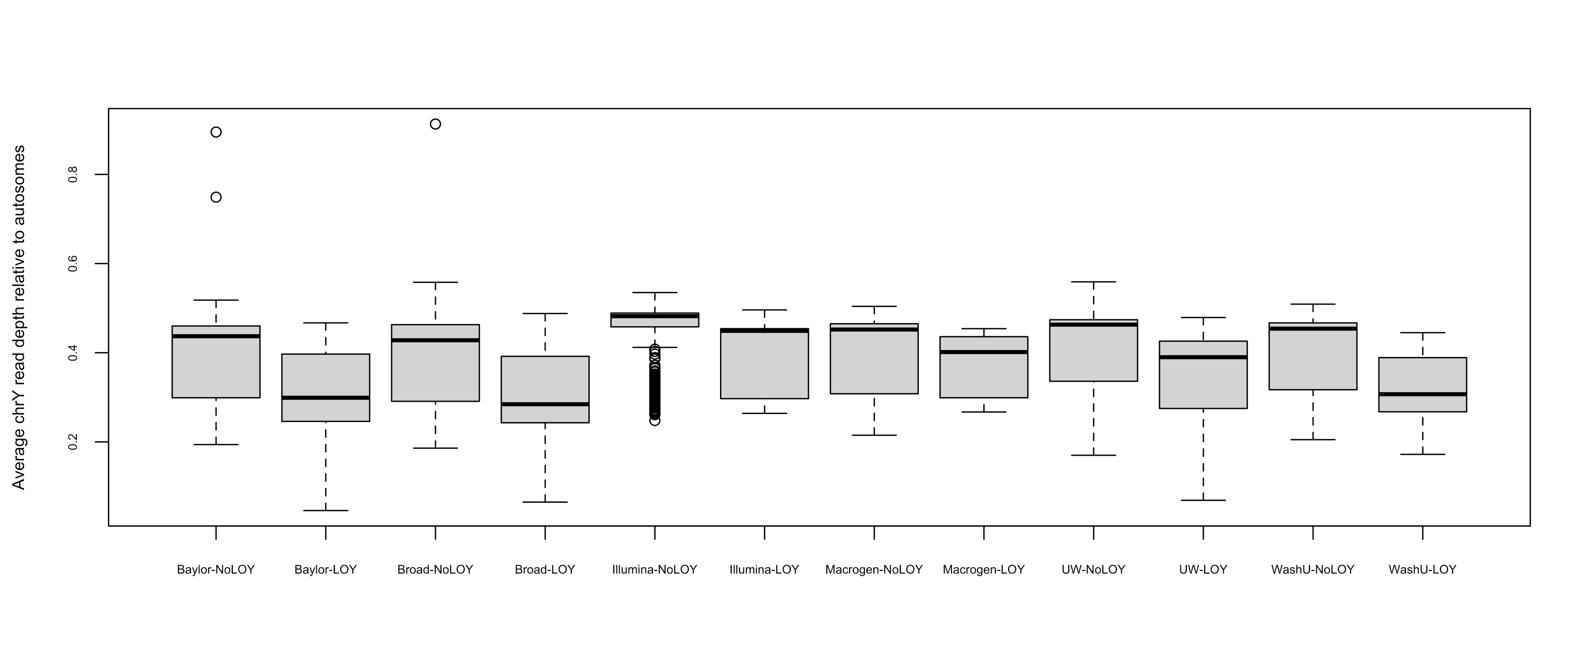 Average chrY read depth relative to autosomes
0.8
0.6
0.4
0.2
Baylor-NoLOY Baylor-LOY Broad-NoLOY Broad-LOY Illumina-NoLOY Illumina-LOY Macrogen-NoLOY Macrogen-LOY UW-NoLOY UW-LOY WashU-NoLOY WashU-LOY